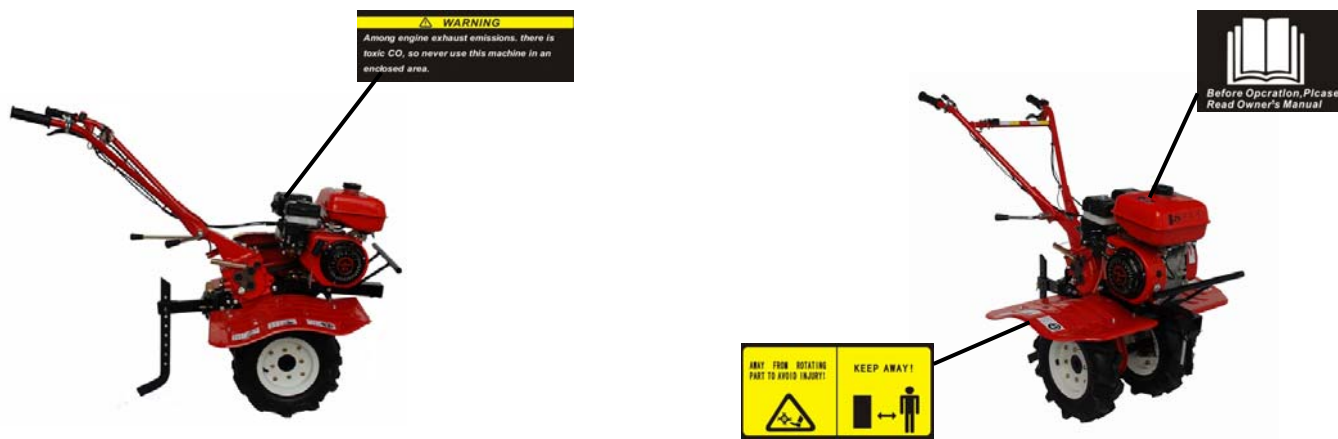 WARNING
Among engine exhaust emissions. there is
toxic CO, so never use this machine in an
enclosed area.
Before Opcration,Plcase
Read Owner's Manual
AWAY FROM ROTATING
PART TO AVOID INJURY!
KEEP AWAY!